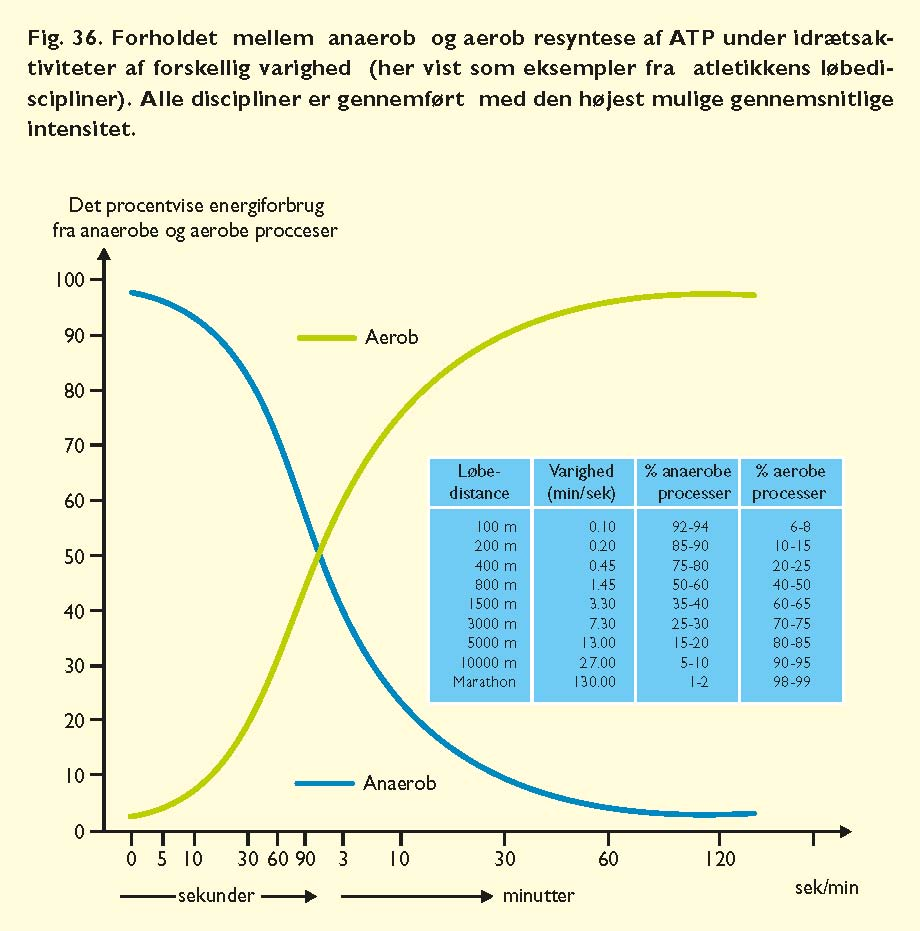 Fig. 36. Forholdet mellem anaerob og aerob resyntese af ATP under idrætsak-
tiviteter af forskellig varighed (her vist som eksempler fra atletikkens løbedi-
scipliner). Alle discipliner er gennemført med den højest mulige gennemsnitlige
intensitet.
Det procentvise energiforbrug
fra anaerobe og aerobe procceser
100
90
80
70
60
50
40
30
20
10
0
Aerob
Anaerob
Løbe- Varighed % anaerobe % aerobe
distance (min/sek) processer processer
100 m 0.10 92-94 6-8
200 m 0.20 85-90 10-15
400 m 0.45 75-80 20-25
800 m 1.45 50-60 40-50
1500 m 3.30 35-40 60-65
3000 m 7.30 25-30 70-75
5000 m 13.00 15-20 80-85
10000 m 27.00 5-10 90-95
Marathon 130.00 1-2 98-99
0 5 10 30 60 90 3 10 30 60 120
sekunder minutter
sek/min